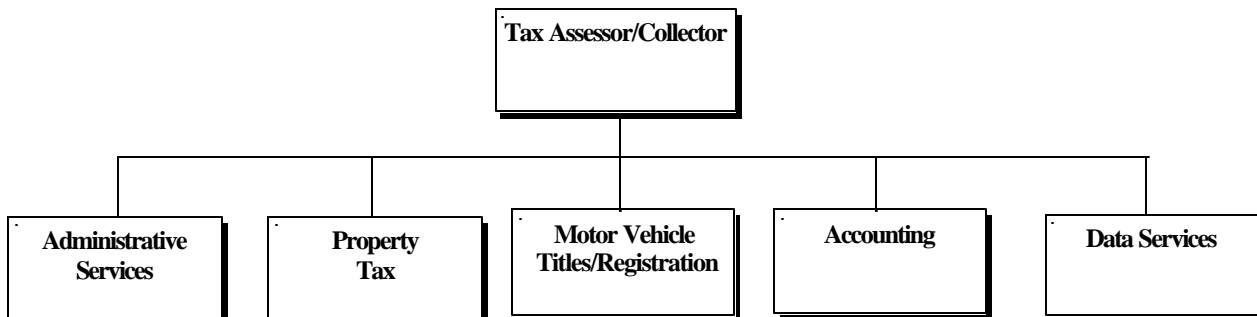 Tax Assessor/Collector
Administrative
Services
Property
Tax
Motor Vehicle
Titles/Registration
Accounting
Data Services